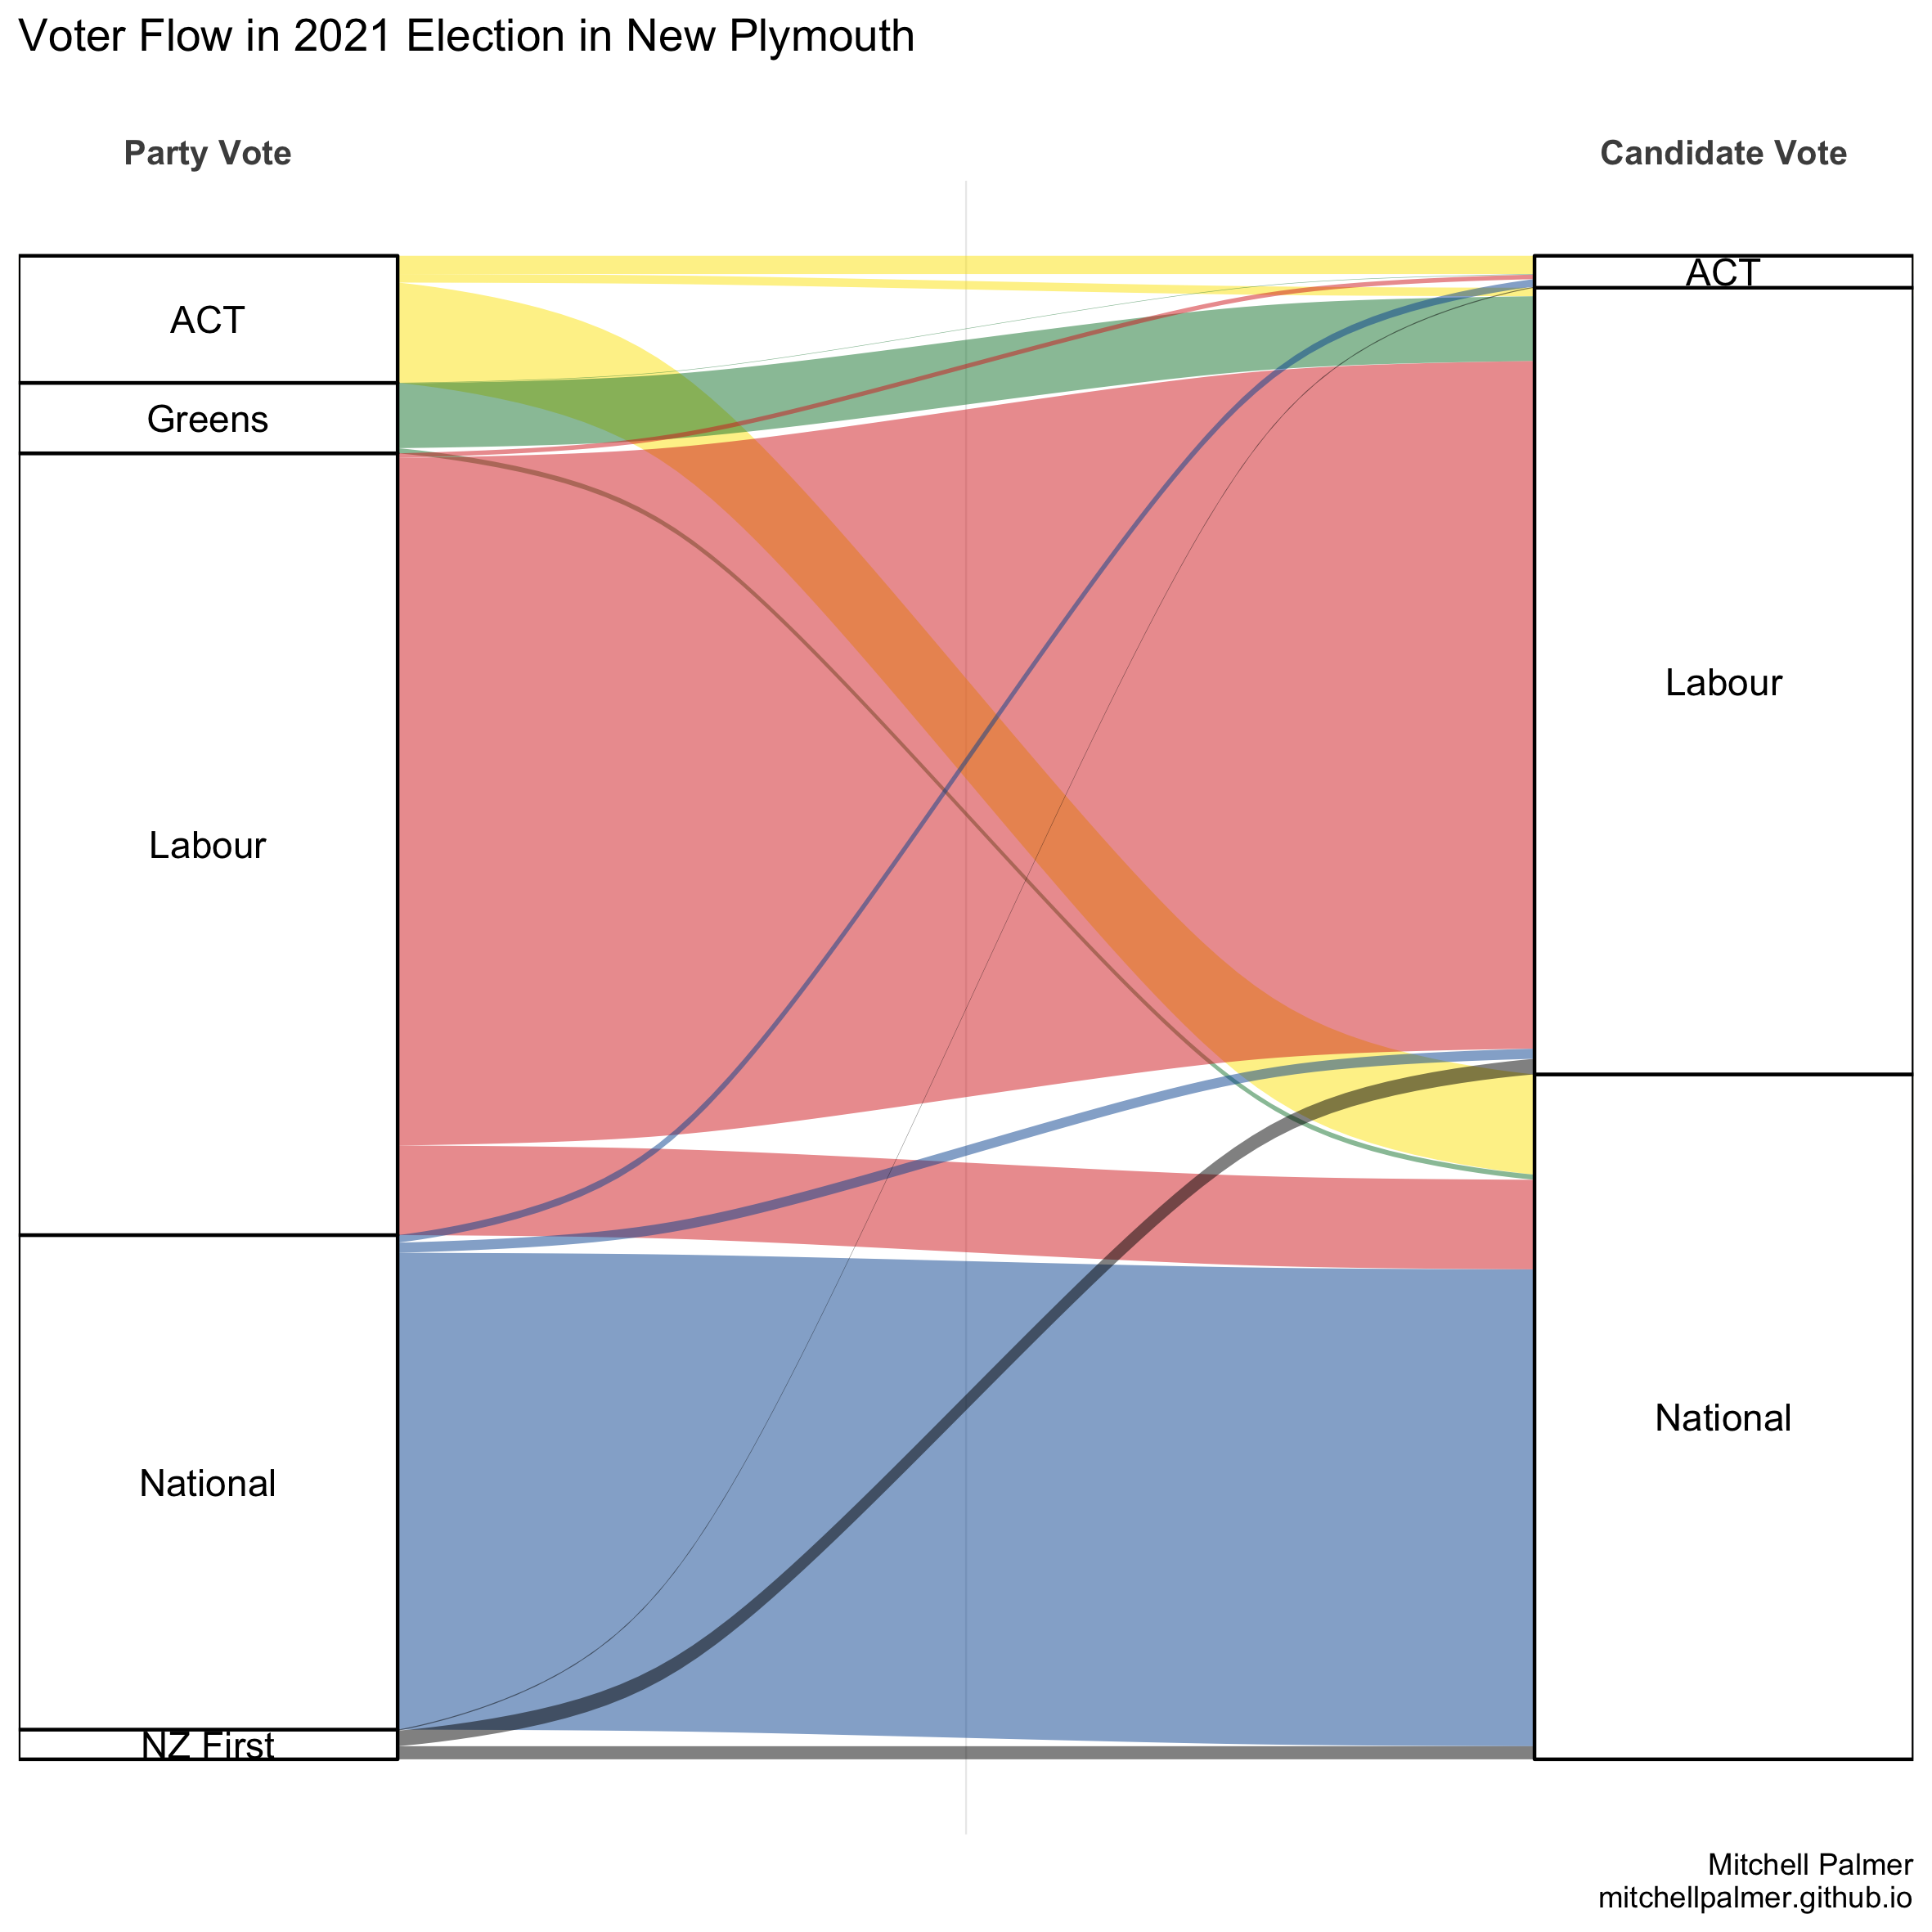 Voter Flow in 2021 Election in New Plymouth
Party Vote
Candidate Vote
ACT
Greens
Labour
National
NZ First
ACT
Labour
National
Mitchell Palmer
mitchellpalmer.github.io